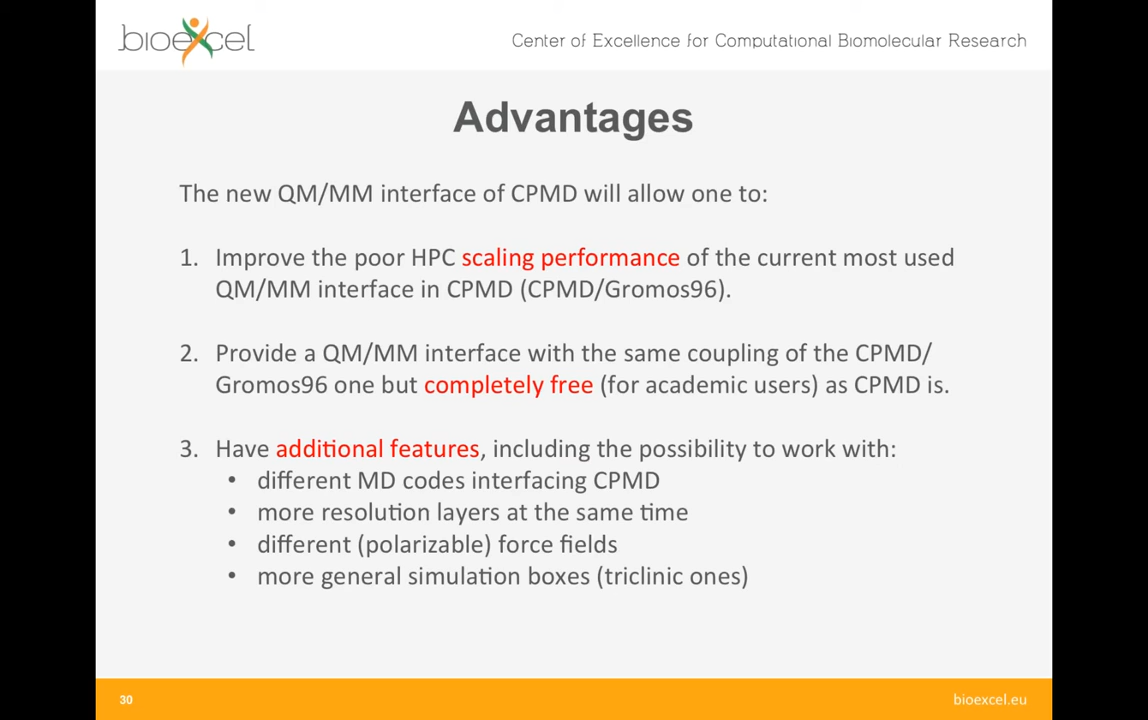 bioexcel
Center of Excellence for Computational Biomolecular Research
Advantages
The new QM/MM interface of CPMD will allow one to:
1. Improve the poor HPC scaling performance of the current most used
QM/MM interface in CPMD (CPMD/Gromos96).
2. Provide a QM/MM interface with the same coupling of the CPMD/
Gromos96 one but completely free (for academic users) as CPMD is.
3. Have additional features, including the possibility to work with:
• different MD codes interfacing CPMD
• more resolution layers at the same time
• different (polarizable) force fields
• more general simulation boxes (triclinic ones)
30
bioexcel.eu